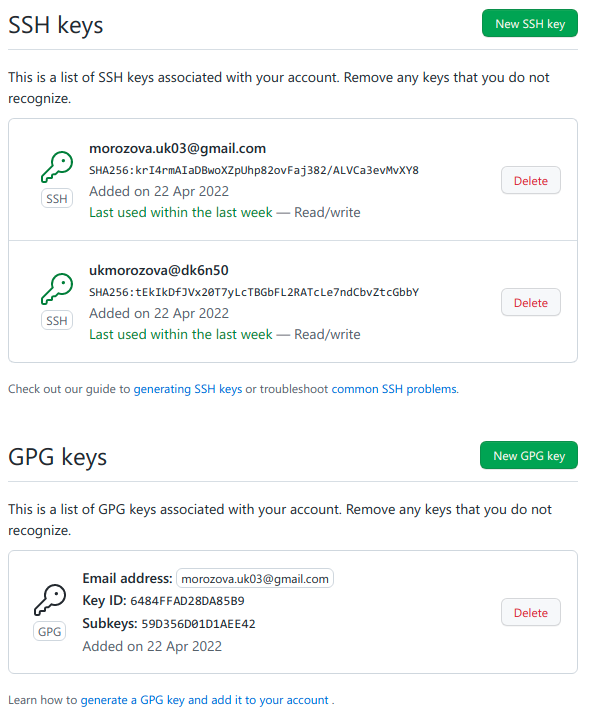 SSH keys
New SSH key
This is a list of SSH keys associated with your account. Remove any keys that you do not
recognize.
morozova.uk03@gmail.com
SHA256:krI4rmAIaDBwoXZpUhp82ovFaj382/ALVCa3evMvXY8
Added on 22 Apr 2022
Last used within the last week — Read/write
SSH
Delete
ukmorozova@dk6n50
SHA256:tEkIkDfJVx20T7yLcTBGbFL2RATcLe7ndCbvZtcGbbY
Added on 22 Apr 2022
Last used within the last week — Read/write
SSH
Delete
Check out our guide to generating SSH keys or troubleshoot common SSH problems.
GPG keys
New GPG key
This is a list of GPG keys associated with your account. Remove any keys that you do not
recognize.
Email address: morozova.uk03@gmail.com
Key ID: 6484FFAD28DA85B9
Subkeys: 59D356D01D1AEE42
Added on 22 Apr 2022
GPG
Delete
Learn how to generate a GPG key and add it to your account .